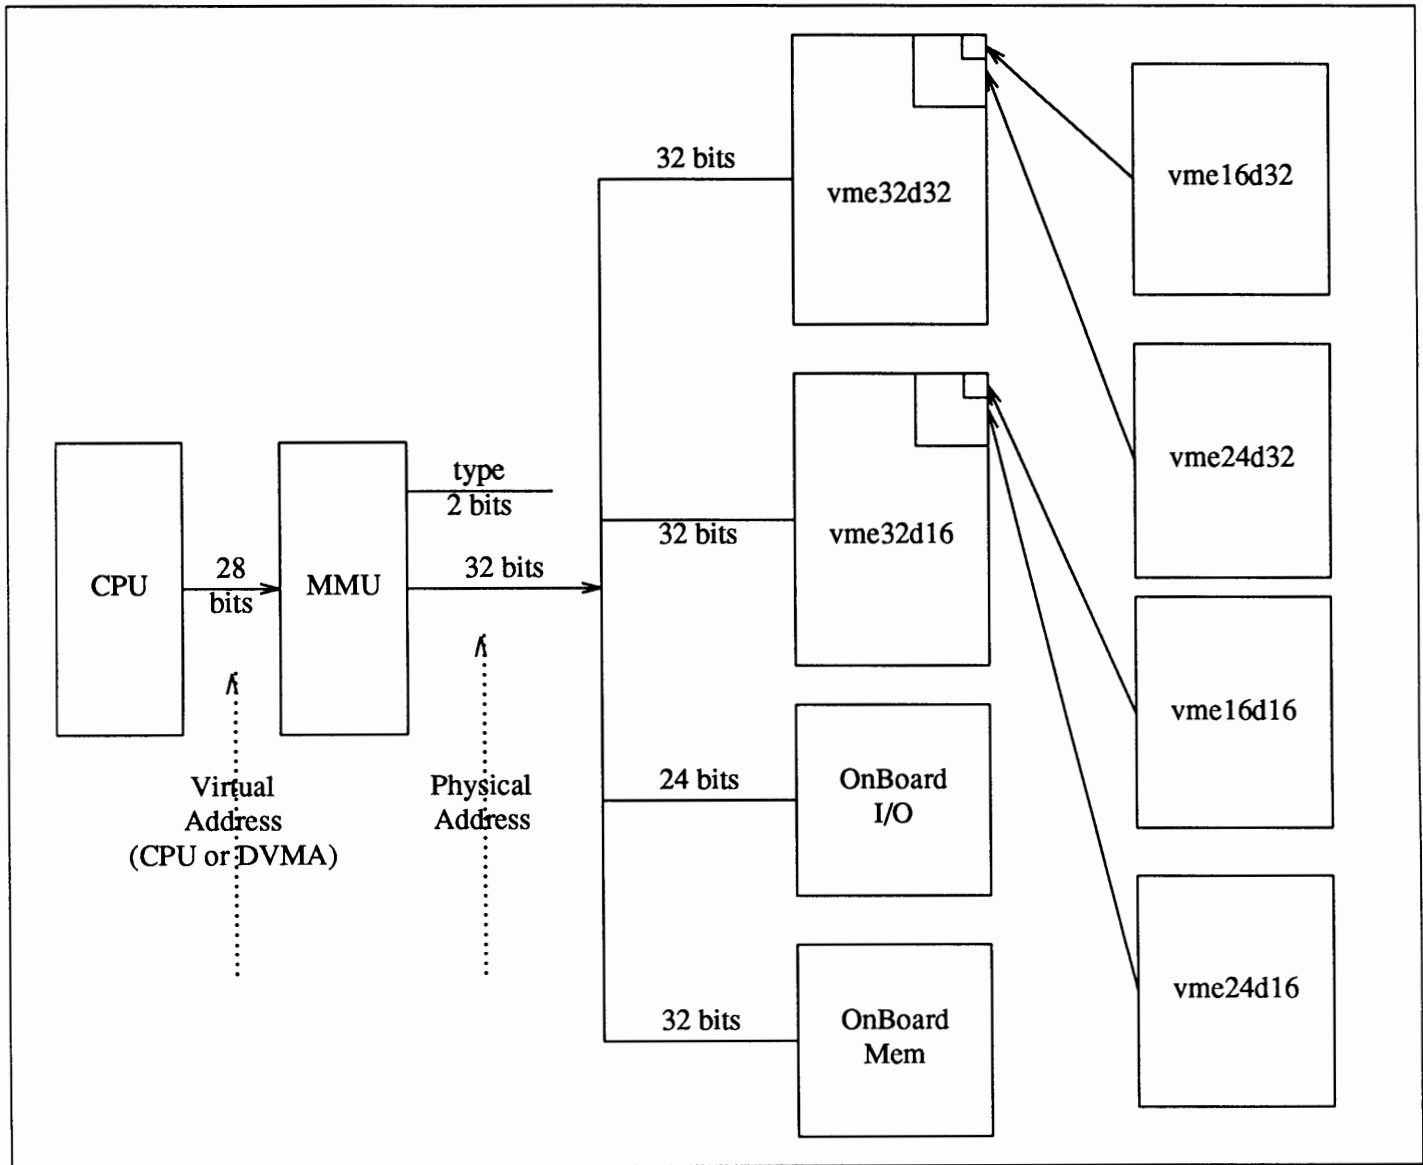 32 bits
vme32d32
vme16d32
type
2 bits
32 bits
vme32d16
vme24d32
CPU
28
bits
MMU
32 bits
vme16d16
Virtual
Address
(CPU or DVMA)
Physical
Address
24 bits
OnBoard
I/O
32 bits
OnBoard
Mem
vme24d16